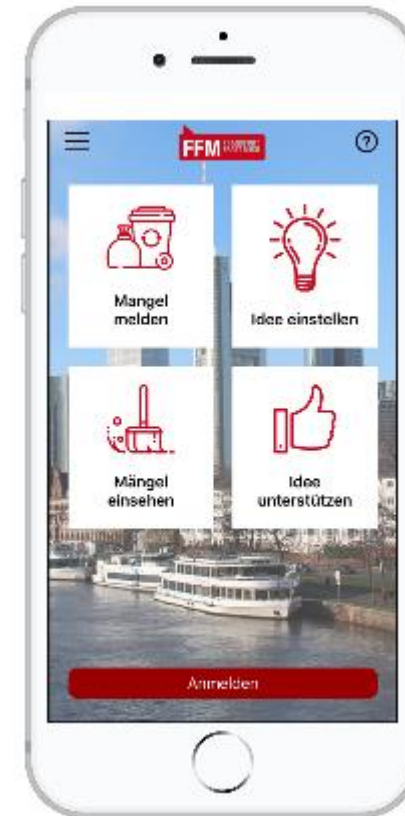 FFM
Mangel
melden
Idee einstellen
Mängel
einsehen
Idee
unterstützen
Anmelden